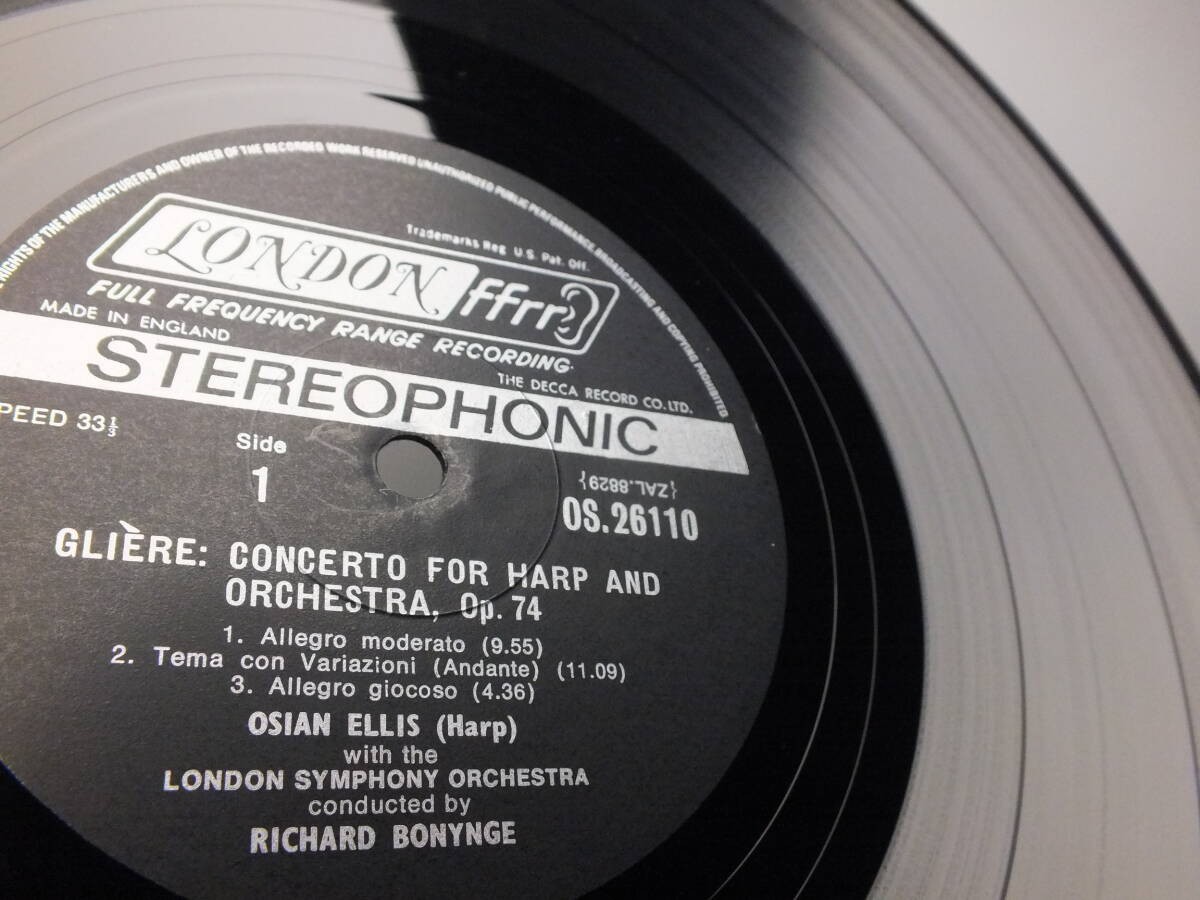 RIGHTS OF THE MANUFACTURERS AND OWNER OF THE RECORDED WORK RESERVED UNAUTHORIZED PUBLIC PERFORMANCE, BROADCASTING AND COPYING PROHIBITED
Trademarks Reg U.S. Pat. Off.
LONDON ffrr
FULL FREQUENCY RANGE RECORDING
MADE IN ENGLAND
THE DECCA RECORD CO. LTD.
STEREOPHONIC
PEED 33⅓
Side
1
{ZAL.8829}
OS.26110
GLIÈRE: CONCERTO FOR HARP AND
ORCHESTRA, Op. 74
1. Allegro moderato (9.55)
2. Tema con Variazioni (Andante) (11.09)
3. Allegro giocoso (4.36)
OSIAN ELLIS (Harp)
with the
LONDON SYMPHONY ORCHESTRA
conducted by
RICHARD BONYNGE